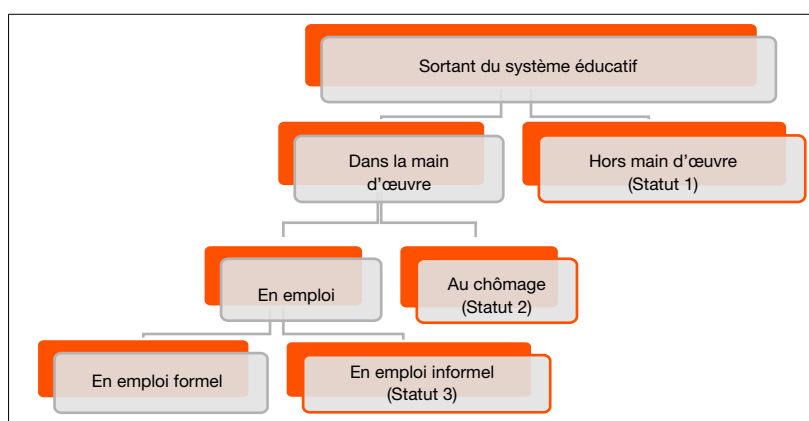 Sortant du système éducatif
Dans la main
d’œuvre
Hors main d’œuvre
(Statut 1)
En emploi
Au chômage
(Statut 2)
En emploi formel
En emploi informel
(Statut 3)